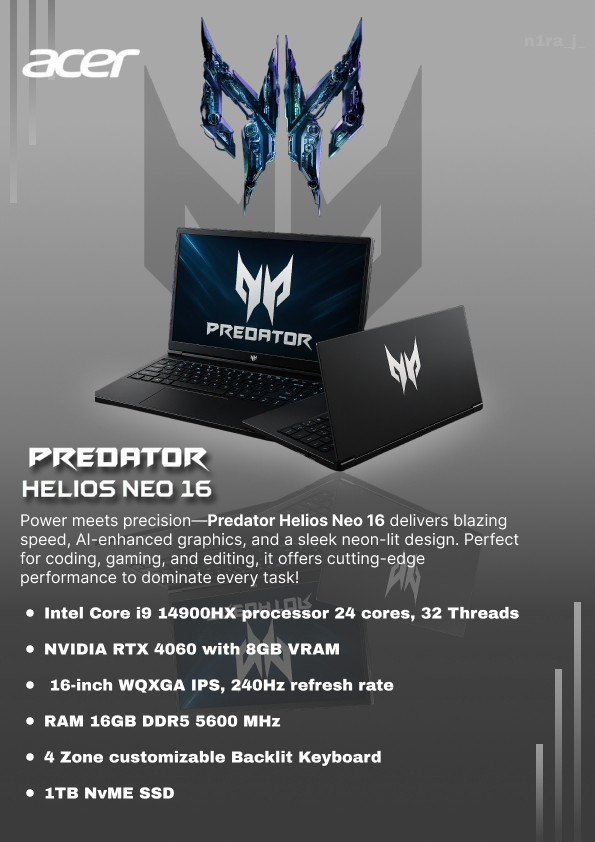 acer
n1ra_j_
PREDATOR
PREDATOR
HELIOS NEO 16
Power meets precision—Predator Helios Neo 16 delivers blazing
speed, AI-enhanced graphics, and a sleek neon-lit design. Perfect
for coding, gaming, and editing, it offers cutting-edge
performance to dominate every task!
• Intel Core i9 14900HX processor 24 cores, 32 Threads
• NVIDIA RTX 4060 with 8GB VRAM
• 16-inch WQXGA IPS, 240Hz refresh rate
• RAM 16GB DDR5 5600 MHz
• 4 Zone customizable Backlit Keyboard
• 1TB NvME SSD